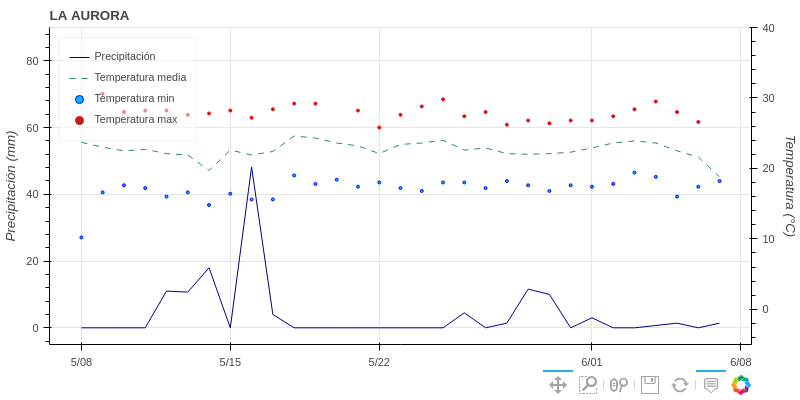 LA AURORA
Precipitación
Temperatura media
Temperatura min
Temperatura max
Precipitación (mm)
80
60
40
20
0
Temperatura (°C)
40
30
20
10
0
5/08
5/15
5/22
6/01
6/08